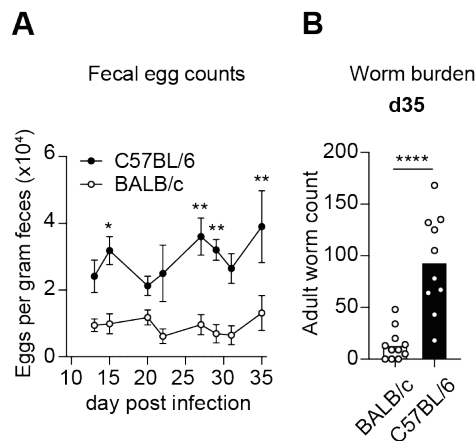 A
B
Fecal egg counts
Worm burden
d35
Eggs per gram feces (x10⁴)
6
4
2
0
C57BL/6
BALB/c
*
**
**
**
10
15
20
25
30
35
day post infection
Adult worm count
200
150
100
50
0
****
BALB/c
C57BL/6